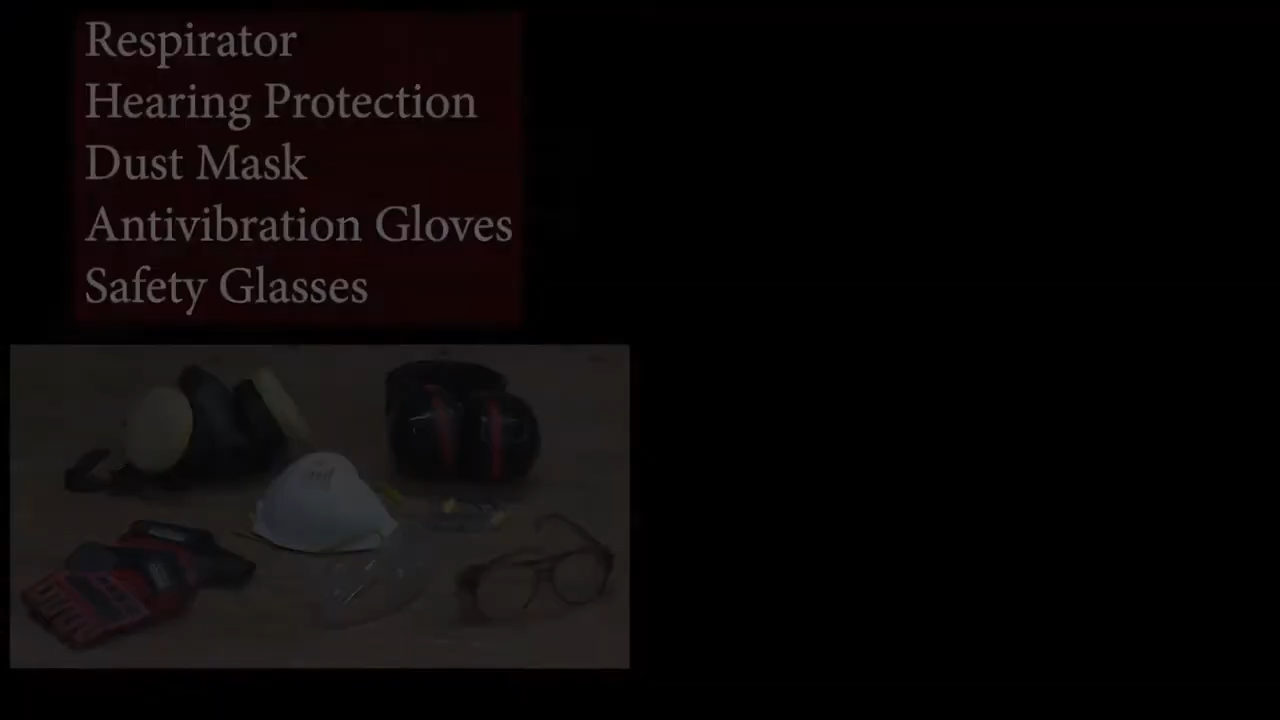 Respirator
Hearing Protection
Dust Mask
Antivibration Gloves
Safety Glasses